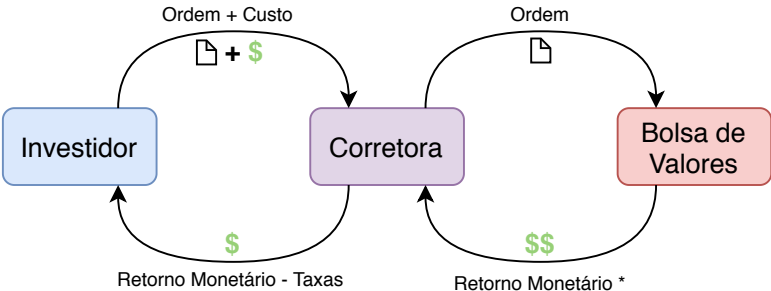 Ordem + Custo
Ordem
+ $
Investidor
Corretora
Bolsa de
Valores
$
$$
Retorno Monetário - Taxas
Retorno Monetário *